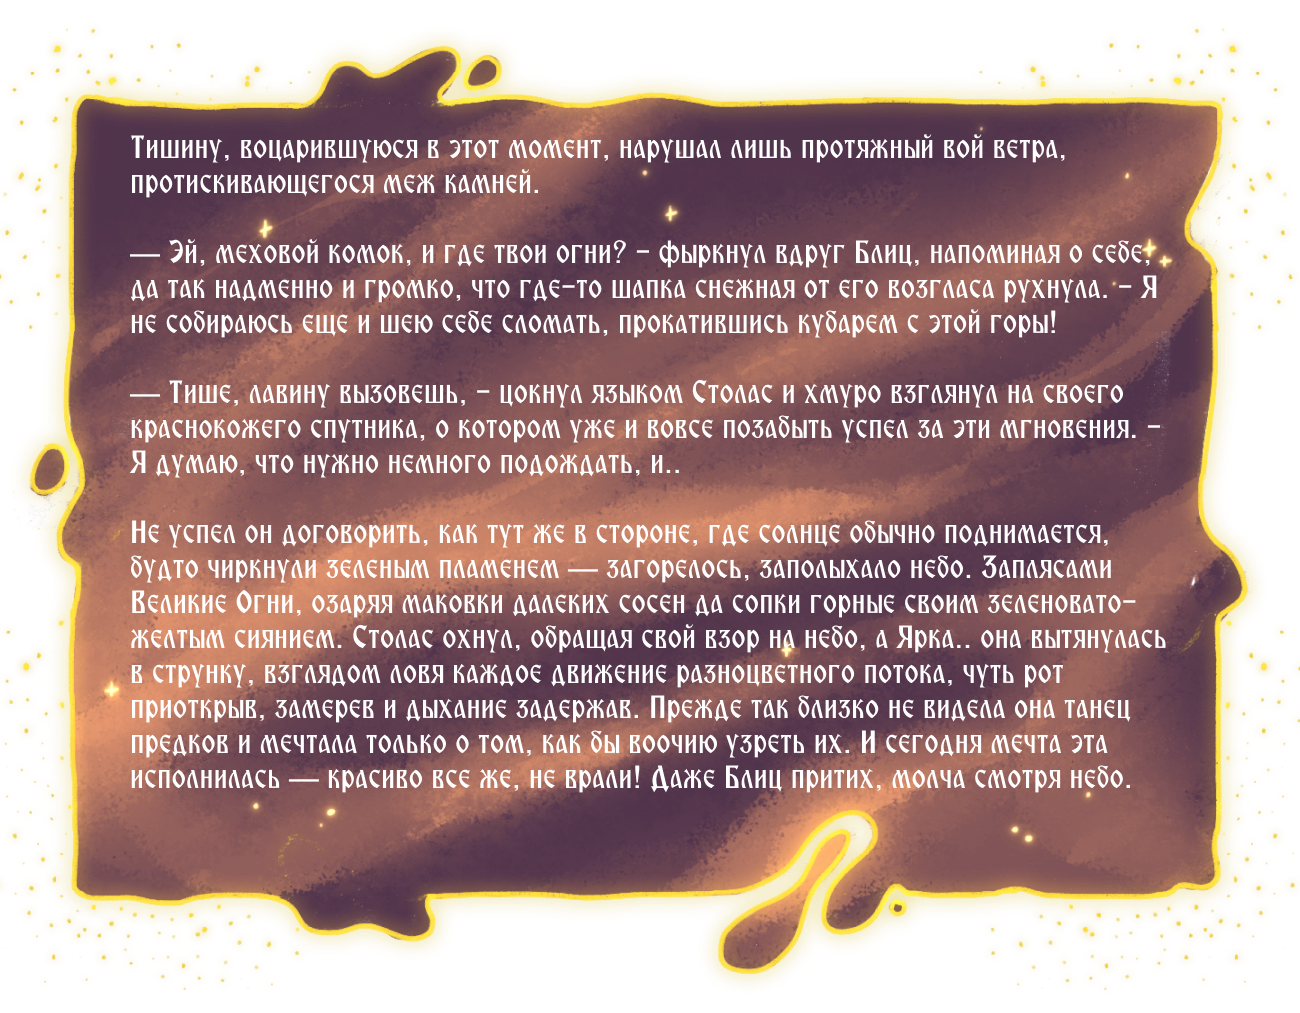 Тишину, воцарившуюся в этот момент, нарушал лишь протяжный вой ветра,
протискивающегося меж камней.
— Эй, меховой комок, и где твои огни? – фыркнул вдруг Блиц, напоминая о себе,
да так надменно и громко, что где-то шапка снежная от его возгласа рухнула. – Я
не собираюсь еще и шею себе сломать, прокатившись кубарем с этой горы!
— Тише, лавину вызовешь, – цокнул языком Столас и хмуро взглянул на своего
краснокожего спутника, о котором уже и вовсе позабыть успел за эти мгновения. –
Я думаю, что нужно немного подождать, и..
Не успел он договорить, как тут же в стороне, где солнце обычно поднимается,
будто чиркнули зеленым пламенем — загорелось, заполыхало небо. Заплясами
Великие Огни, озаряя маковки далеких сосен да сопки горные своим зеленовато-
желтым сиянием. Столас охнул, обращая свой взор на небо, а Ярка.. она вытянулась
в струнку, взглядом ловя каждое движение разноцветного потока, чуть рот
приоткрыв, замерев и дыхание задержав. Прежде так близко не видела она танец
предков и мечтала только о том, как бы воочию узреть их. И сегодня мечта эта
исполнилась — красиво все же, не врали! Даже Блиц притих, молча смотря небо.